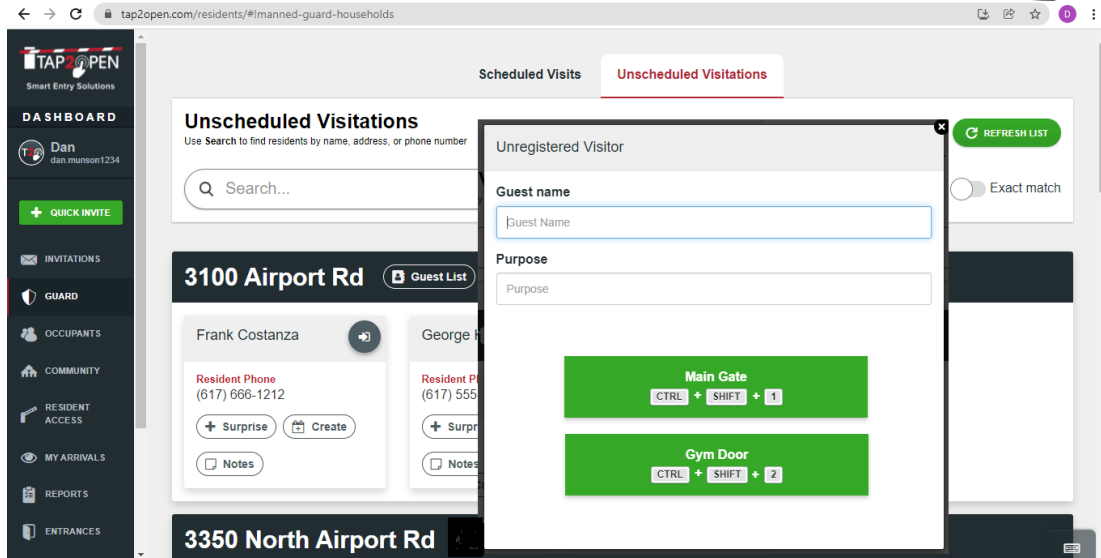 tap2open.com/residents/#!manned-guard-households
D
TAP2OPEN
Smart Entry Solutions
DASHBOARD
Dan
dan.munson1234
QUICK INVITE
INVITATIONS
GUARD
OCCUPANTS
COMMUNITY
RESIDENT
ACCESS
MY ARRIVALS
REPORTS
ENTRANCES
Scheduled Visits
Unscheduled Visitations
Unscheduled Visitations
Use Search to find residents by name, address, or phone number
REFRESH LIST
Search...
Exact match
3100 Airport Rd
Guest List
Frank Costanza
Resident Phone
(617) 666-1212
+ Surprise
Create
Notes
George
Resident
(617) 555
Notes
3350 North Airport Rd
Unregistered Visitor
Guest name
Guest Name
Purpose
Purpose
Main Gate
CTRL + SHIFT + 1
Gym Door
CTRL + SHIFT + 2